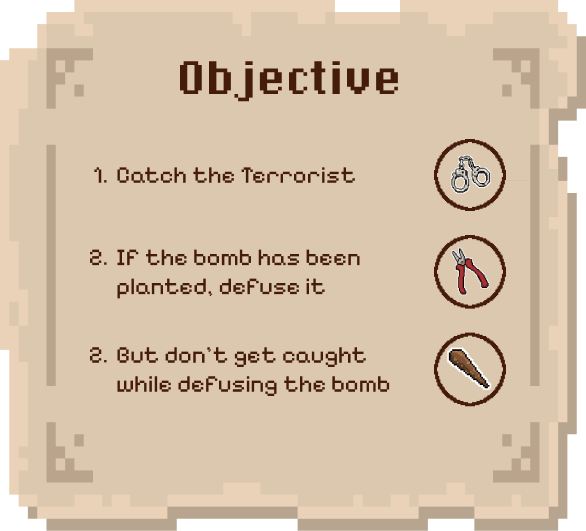 Objective
1. Catch the Terrorist
2. If the bomb has been
planted, defuse it
2. But don't get caught
while defusing the bomb